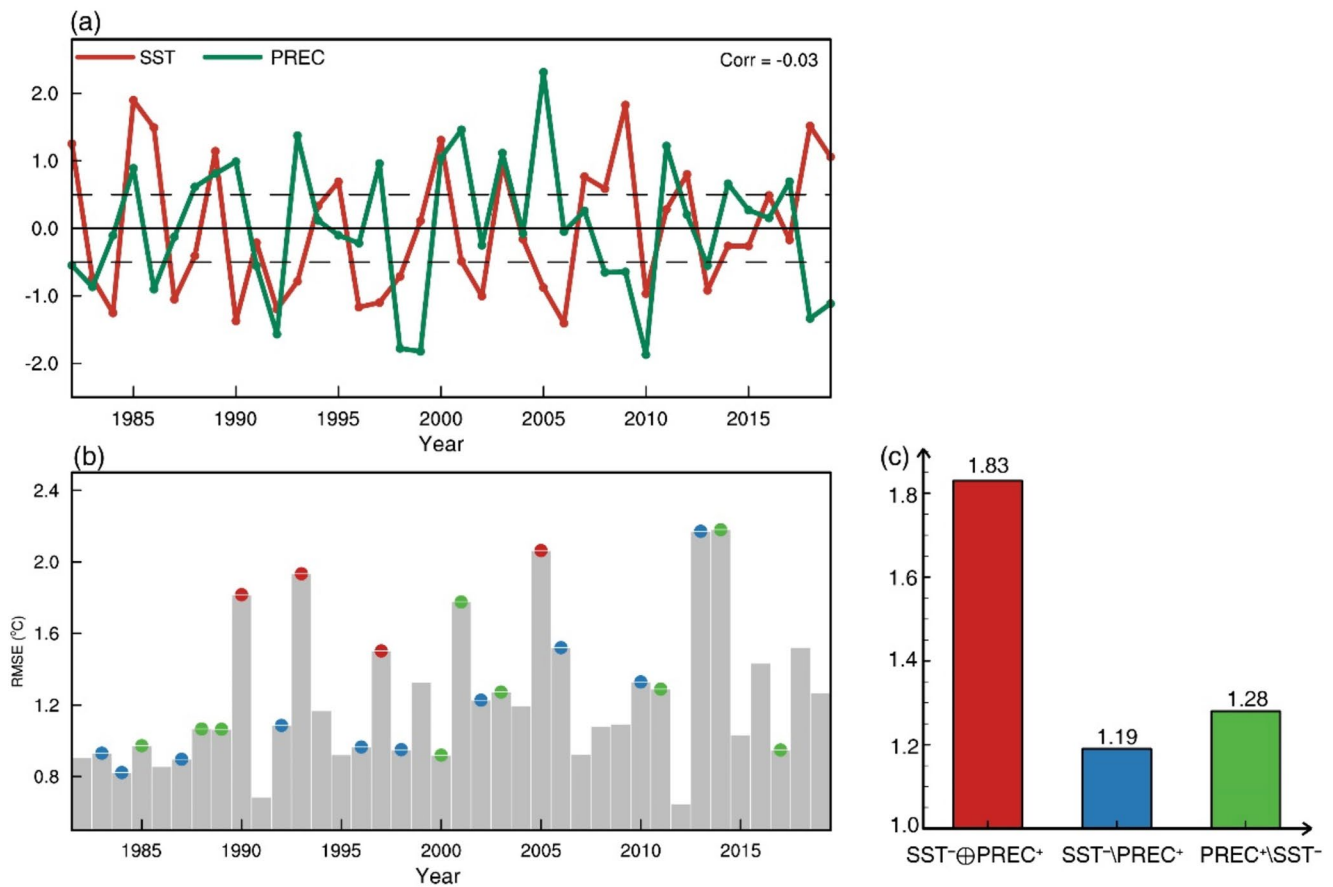 (a)
SST PREC Corr = -0.03
2.0
1.0
0.0
-1.0
-2.0
1985 1990 1995 2000 2005 2010 2015
Year
(b)
2.4
2.0
1.6
1.2
0.8
RMSE (°C)
1985 1990 1995 2000 2005 2010 2015
Year
(c)
1.83
1.19
1.28
1.8
1.6
1.4
1.2
1.0
SST⁻⊕PREC⁺ SST⁻\PREC⁺ PREC⁺\SST⁻